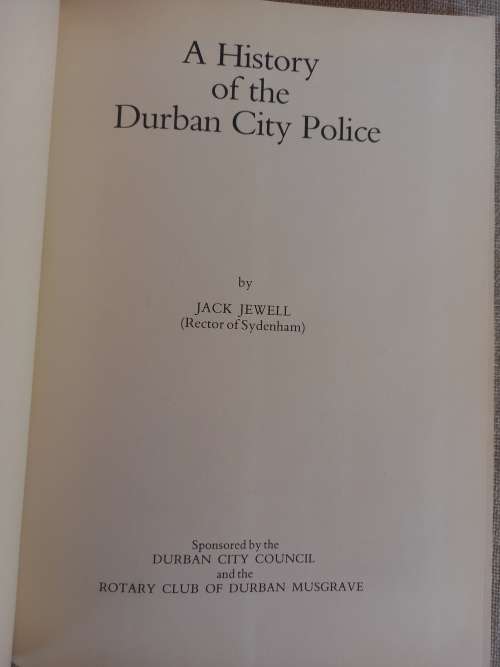 A History
of the
Durban City Police
by
JACK JEWELL
(Rector of Sydenham)
Sponsored by the
DURBAN CITY COUNCIL
and the
ROTARY CLUB OF DURBAN MUSGRAVE